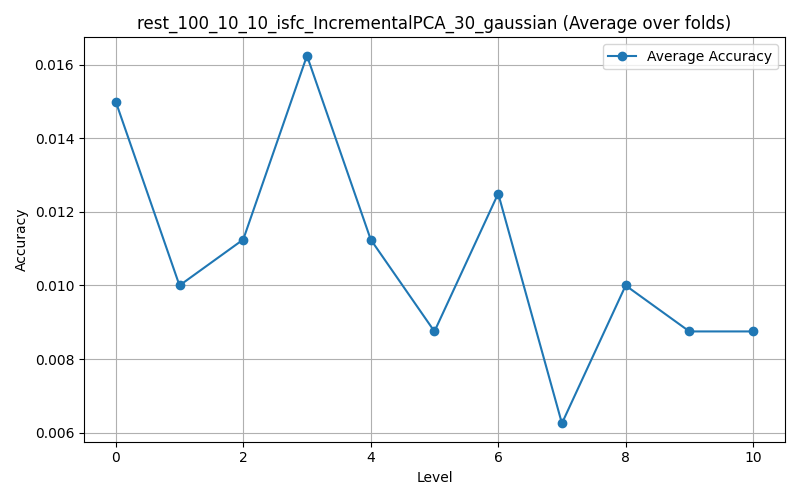 rest_100_10_10_isfc_IncrementalPCA_30_gaussian (Average over folds)
Average Accuracy
0.016
0.014
0.012
0.010
0.008
0.006
Accuracy
0 2 4 6 8 10
Level